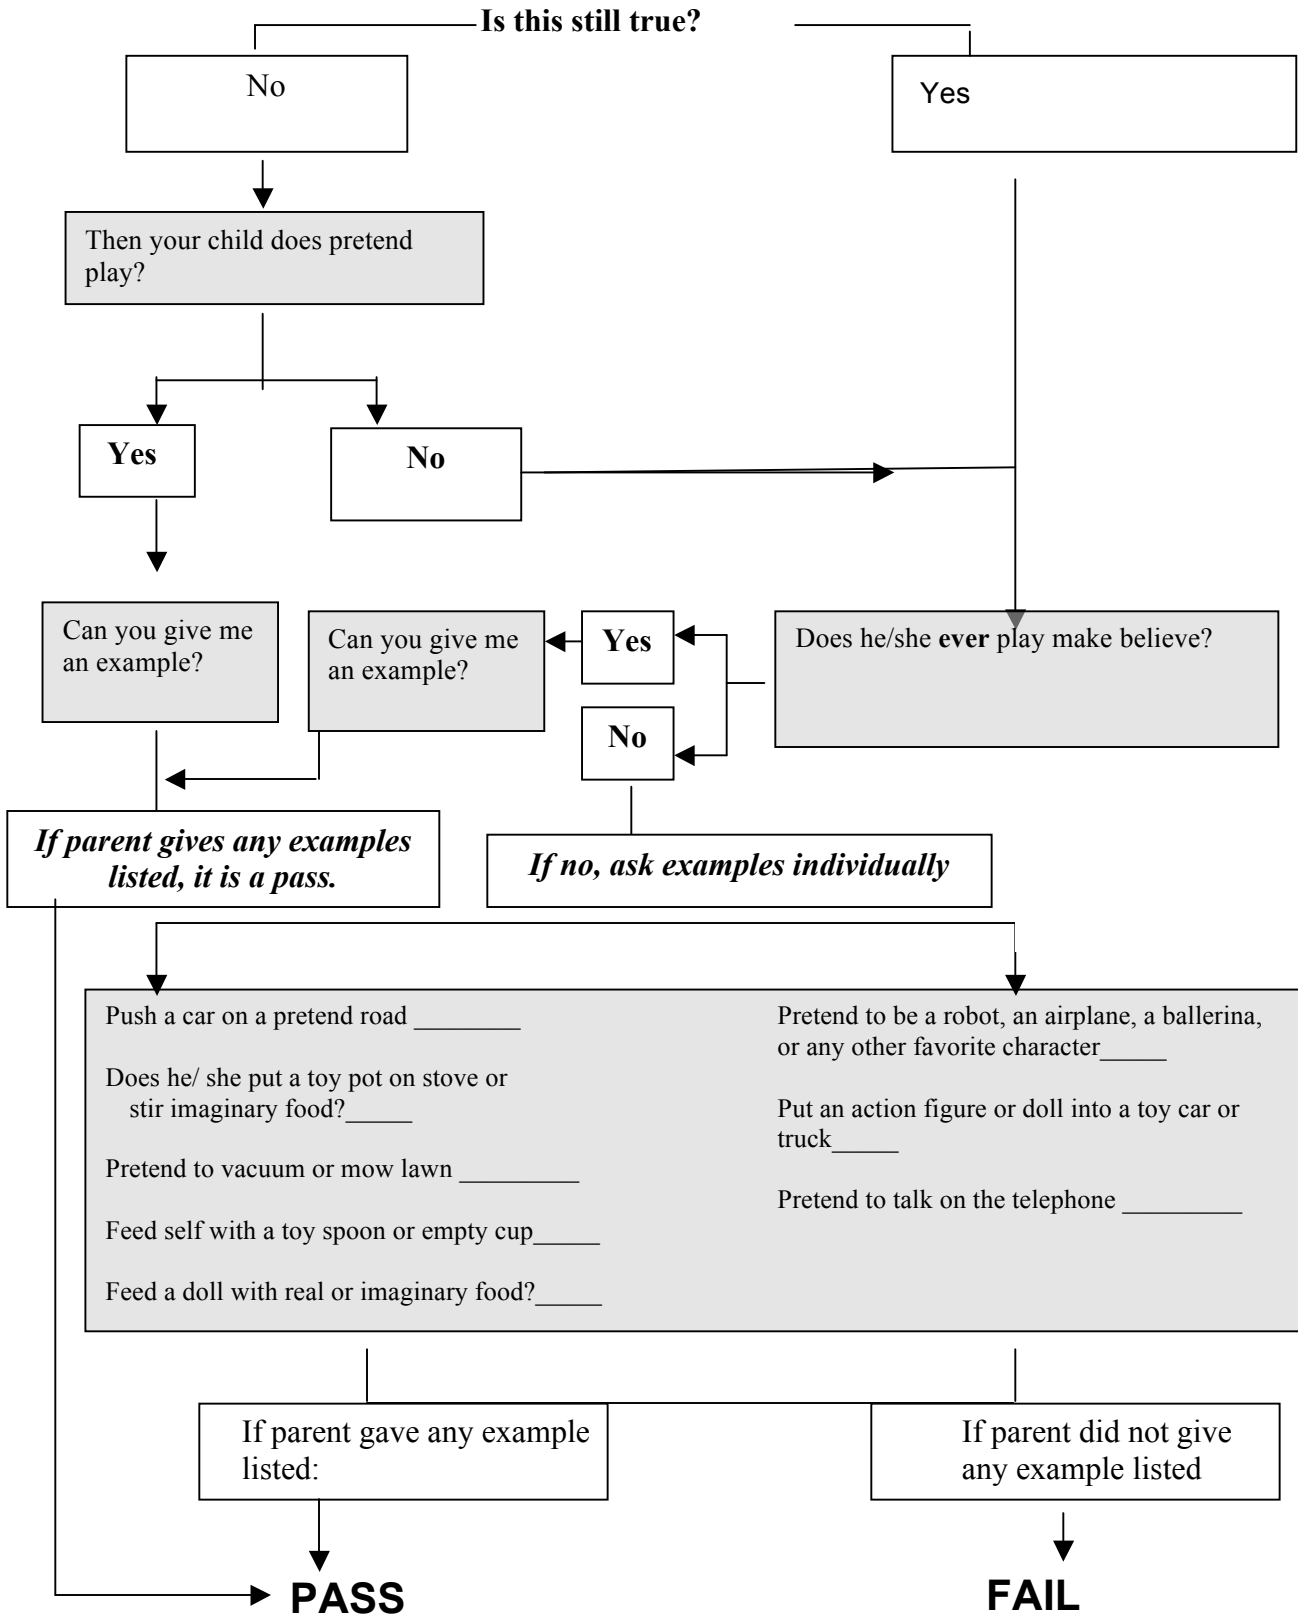 Is this still true?
No
Yes
Then your child does pretend
play?
Yes
No
Can you give me
an example?
Can you give me
an example?
Yes
No
Does he/she ever play make believe?
If parent gives any examples
listed, it is a pass.
If no, ask examples individually
Push a car on a pretend road ________
Does he/ she put a toy pot on stove or
stir imaginary food?_____
Pretend to vacuum or mow lawn _________
Feed self with a toy spoon or empty cup_____
Feed a doll with real or imaginary food?_____
Pretend to be a robot, an airplane, a ballerina,
or any other favorite character_____
Put an action figure or doll into a toy car or
truck_____
Pretend to talk on the telephone _________
If parent gave any example
listed:
If parent did not give
any example listed
PASS
FAIL